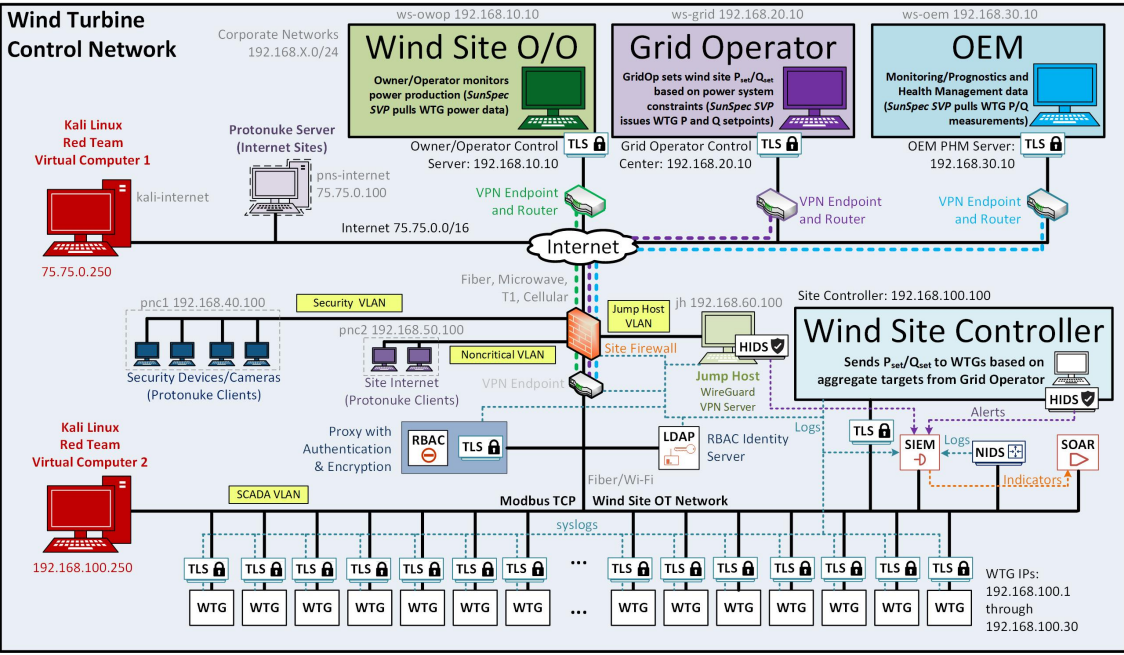 Wind Turbine
Control Network
Corporate Networks
192.168.X.0/24
ws-owop 192.168.10.10
Wind Site O/O
Owner/Operator monitors
power production (SunSpec
SVP pulls WTG power data)
ws-grid 192.168.20.10
Grid Operator
GridOp sets wind site Pset/Qset
based on power system
constraints (SunSpec SVP
issues WTG P and Q setpoints)
ws-oem 192.168.30.10
OEM
Monitoring/Prognostics and
Health Management data
(SunSpec SVP pulls WTG P/Q
measurements)
Owner/Operator Control
Server: 192.168.10.10
TLS
Grid Operator Control
Center: 192.168.20.10
TLS
OEM PHM Server:
192.168.30.10
TLS
Kali Linux
Red Team
Virtual Computer 1
kali-internet
75.75.0.250
Protonuke Server
(Internet Sites)
pns-internet
75.75.0.100
VPN Endpoint
and Router
VPN Endpoint
and Router
VPN Endpoint
and Router
Internet 75.75.0.0/16
Internet
Fiber, Microwave,
T1, Cellular
pnc1 192.168.40.100
Security VLAN
Security Devices/Cameras
(Protonuke Clients)
pnc2 192.168.50.100
Noncritical VLAN
Site Internet
(Protonuke Clients)
Jump Host
VLAN
jh 192.168.60.100
Site Firewall
HIDS
Jump Host
WireGuard
VPN Server
VPN Endpoint
Site Controller: 192.168.100.100
Wind Site Controller
Sends Pset/Qset to WTGs based on
aggregate targets from Grid Operator
HIDS
Alerts
Kali Linux
Red Team
Virtual Computer 2
192.168.100.250
Proxy with
Authentication
& Encryption
RBAC
TLS
LDAP
RBAC Identity
Server
Logs
TLS
SIEM
Logs
NIDS
SOAR
Indicators
Fiber/Wi-Fi
SCADA VLAN
Modbus TCP
Wind Site OT Network
syslogs
TLS TLS TLS TLS TLS TLS TLS ... TLS TLS TLS TLS TLS TLS TLS
WTG WTG WTG WTG WTG WTG WTG ... WTG WTG WTG WTG WTG WTG WTG
WTG IPs:
192.168.100.1
through
192.168.100.30